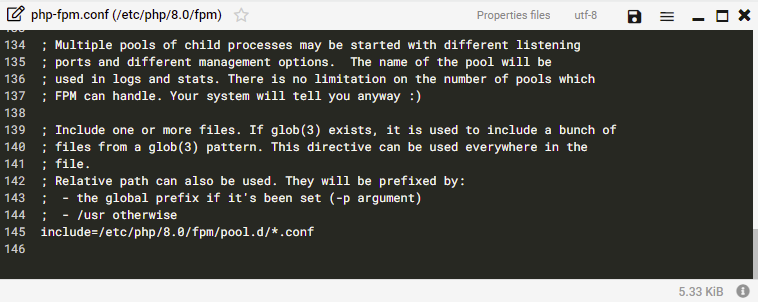 php-fpm.conf (/etc/php/8.0/fpm) Properties files utf-8
134 ; Multiple pools of child processes may be started with different listening
135 ; ports and different management options.  The name of the pool will be
136 ; used in logs and stats. There is no limitation on the number of pools which
137 ; FPM can handle. Your system will tell you anyway :)
138
139 ; Include one or more files. If glob(3) exists, it is used to include a bunch of
140 ; files from a glob(3) pattern. This directive can be used everywhere in the
141 ; file.
142 ; Relative path can also be used. They will be prefixed by:
143 ;  - the global prefix if it's been set (-p argument)
144 ;  - /usr otherwise
145 include=/etc/php/8.0/fpm/pool.d/*.conf
146
5.33 KiB